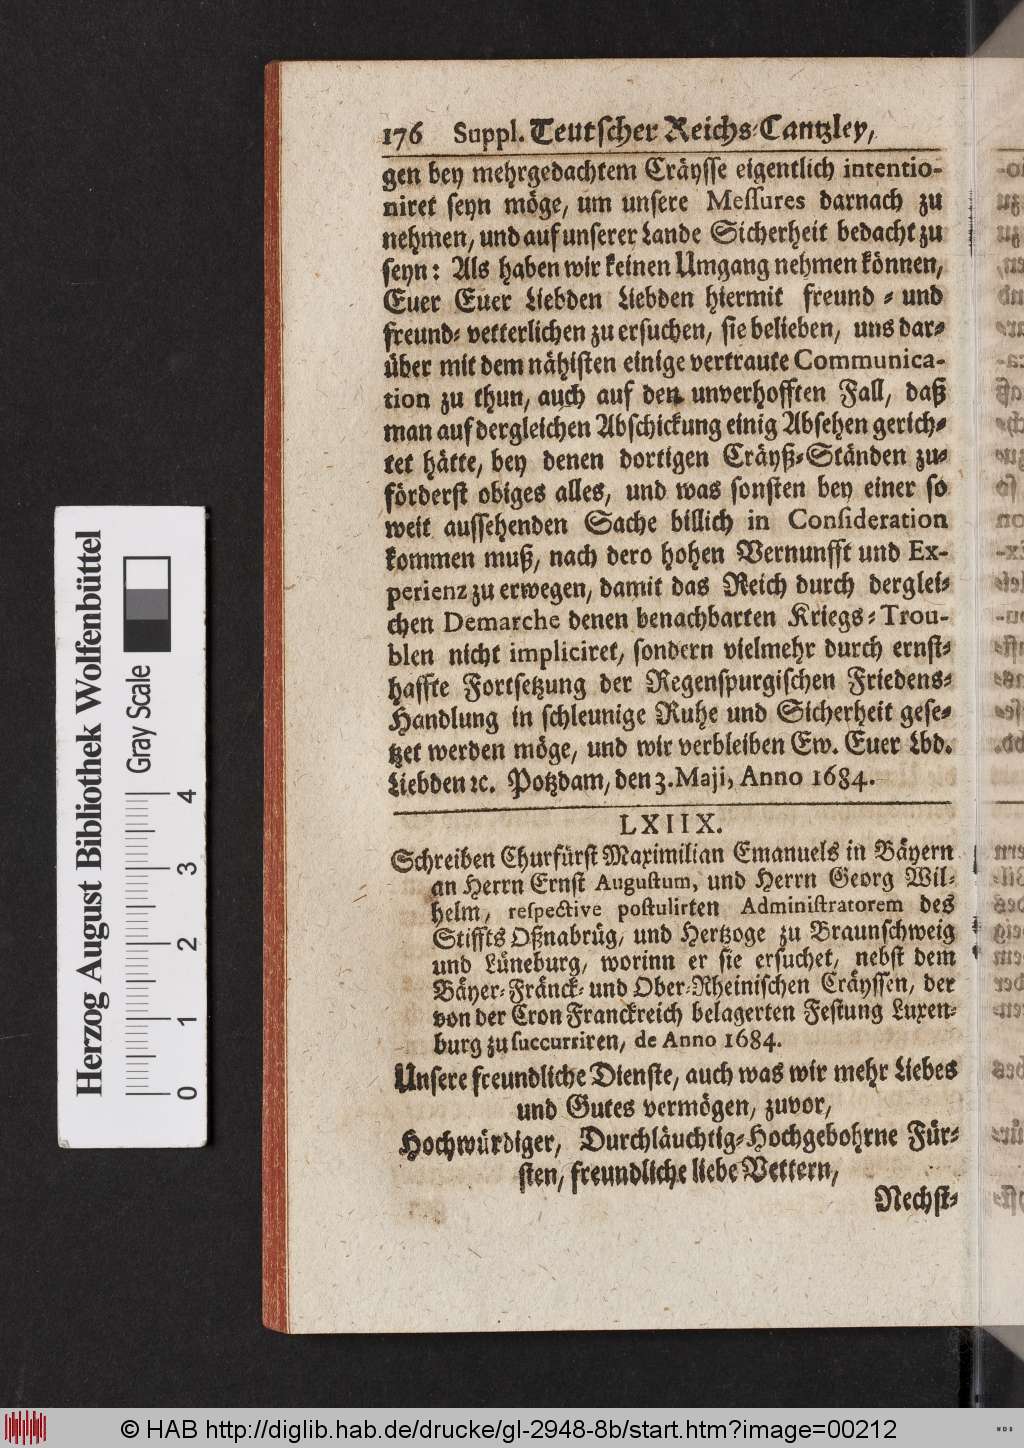 176 Suppl. Teutscher Reichs-Cantzley,
gen bey mehrgedachtem Cräysse eigentlich intentio-
niret seyn möge, um unsere Messures darnach zu
nehmen, und auf unserer Lande Sicherheit bedacht zu
seyn: Als haben wir keinen Umgang nehmen können,
Euer Euer Liebden Liebden hiermit freund- und
freund-vetterlichen zu ersuchen, sie belieben, uns dar-
über mit dem nähisten einige vertraute Communica-
tion zu thun, auch auf den unverhofften Fall, daß
man auf dergleichen Abschickung einig Absehen gerich-
tet hätte, bey denen dortigen Cräyß-Ständen zu-
förderst obiges alles, und was sonsten bey einer so
weit aussehenden Sache billich in Consideration
kommen muß, nach dero hohen Vernunfft und Ex-
perienz zu erwegen, damit das Reich durch derglei-
chen Demarche denen benachbarten Kriegs-Trou-
blen nicht impliciret, sondern vielmehr durch ernst-
haffte Fortsetzung der Regenspurgischen Friedens-
Handlung in schleunige Ruhe und Sicherheit gese-
tzet werden möge, und wir verbleiben Ew. Euer Lbd.
Liebden ꝛc. Potzdam, den 3. Maji, Anno 1684.
LXIIX.
Schreiben Churfürst Maximilian Emanuels in Bäyern
an Herrn Ernst Augustum, und Herrn Georg Wil-
helm, respective postulirten Administratorem des
Stiffts Oßnabrüg, und Hertzoge zu Braunschweig
und Lüneburg, worinn er sie ersuchet, nebst dem
Bäyer-Fränck- und Ober-Rheinischen Cräyssen, der
von der Cron Franckreich belagerten Festung Luxen-
burg zu succurriren, de Anno 1684.
Unsere freundliche Dienste, auch was wir mehr Liebes
und Gutes vermögen, zuvor,
Hochwürdiger, Durchläuchtig-Hochgebohrne Für-
sten, freundliche liebe Vettern,
Nechst-
Herzog August Bibliothek Wolfenbüttel
Gray Scale
0 1 2 3 4
© HAB http://diglib.hab.de/drucke/gl-2948-8b/start.htm?image=00212